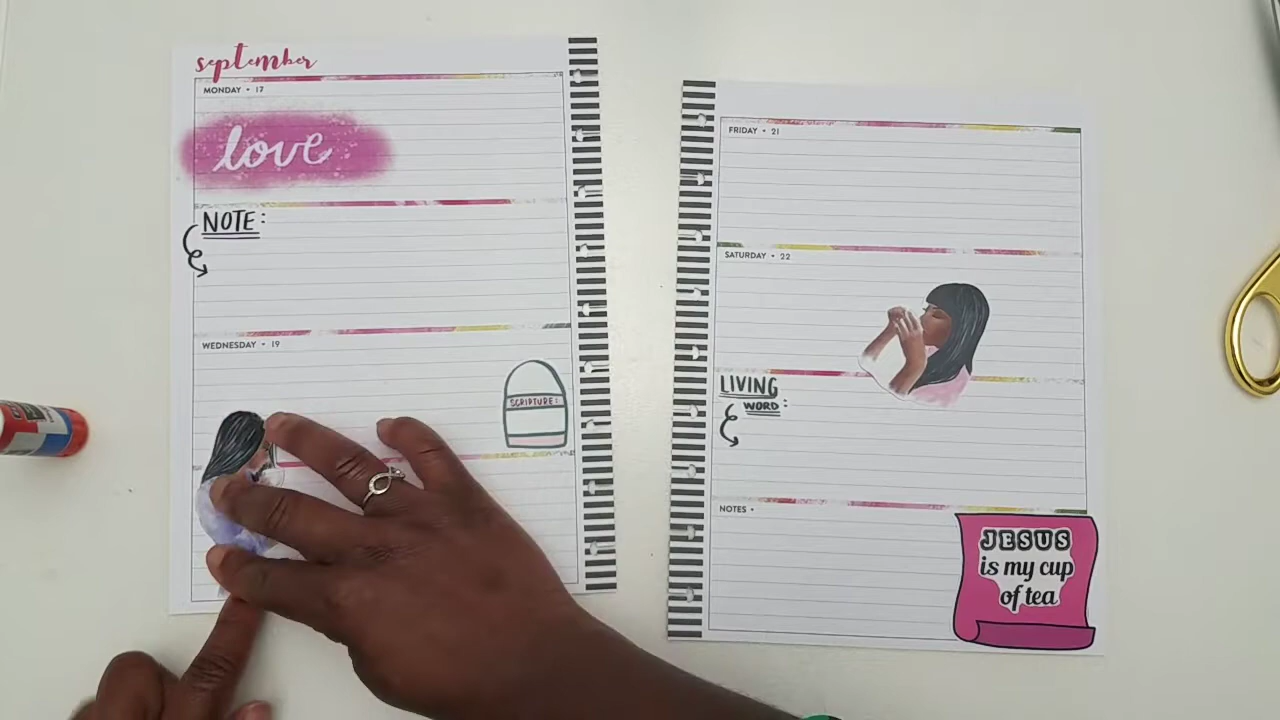 september
MONDAY • 17
love
NOTE:
WEDNESDAY • 19
SCRIPTURE:
FRIDAY • 21
SATURDAY • 22
LIVING
WORD:
NOTES •
JESUS
is my cup
of tea